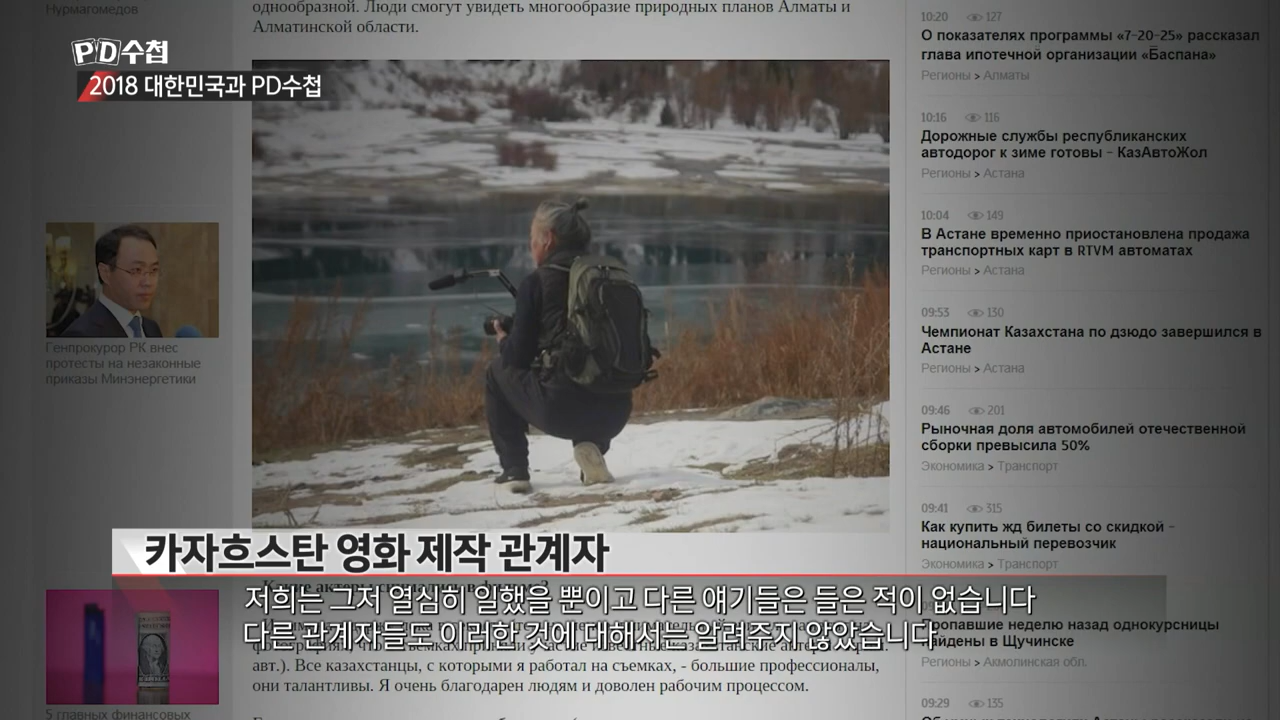 Нурмагомедов
однообразной. Люди смогут увидеть многообразие природных планов Алматы и
Алматинской области.
PD수첩
2018 대한민국과 PD수첩
Генпрокурор РК внес
протесты на незаконные
приказы Минэнергетики
5 главных финансовых
10:20 127
О показателях программы «7-20-25» рассказал
глава ипотечной организации «Баспана»
Регионы > Алматы
10:16 116
Дорожные службы республиканских
автодорог к зиме готовы - КазАвтоЖол
Регионы > Астана
10:04 149
В Астане временно приостановлена продажа
транспортных карт в RTVM автоматах
Регионы > Астана
09:53 130
Чемпионат Казахстана по дзюдо завершился в
Астане
Регионы > Астана
09:46 201
Рыночная доля автомобилей отечественной
сборки превысила 50%
Экономика > Транспорт
09:41 315
Как купить жд билеты со скидкой -
национальный перевозчик
Экономика > Транспорт
Пропавшие неделю назад однокурсницы
найдены в Щучинске
Регионы > Акмолинская обл.
09:29 135
카자흐스탄 영화 제작 관계자
저희는 그저 열심히 일했을 뿐이고 다른 얘기들은 들은 적이 없습니다
다른 관계자들도 이러한 것에 대해서는 알려주지 않았습니다
авт.). Все казахстанцы, с которыми я работал на съемках, - большие профессионалы,
они талантливы. Я очень благодарен людям и доволен рабочим процессом.